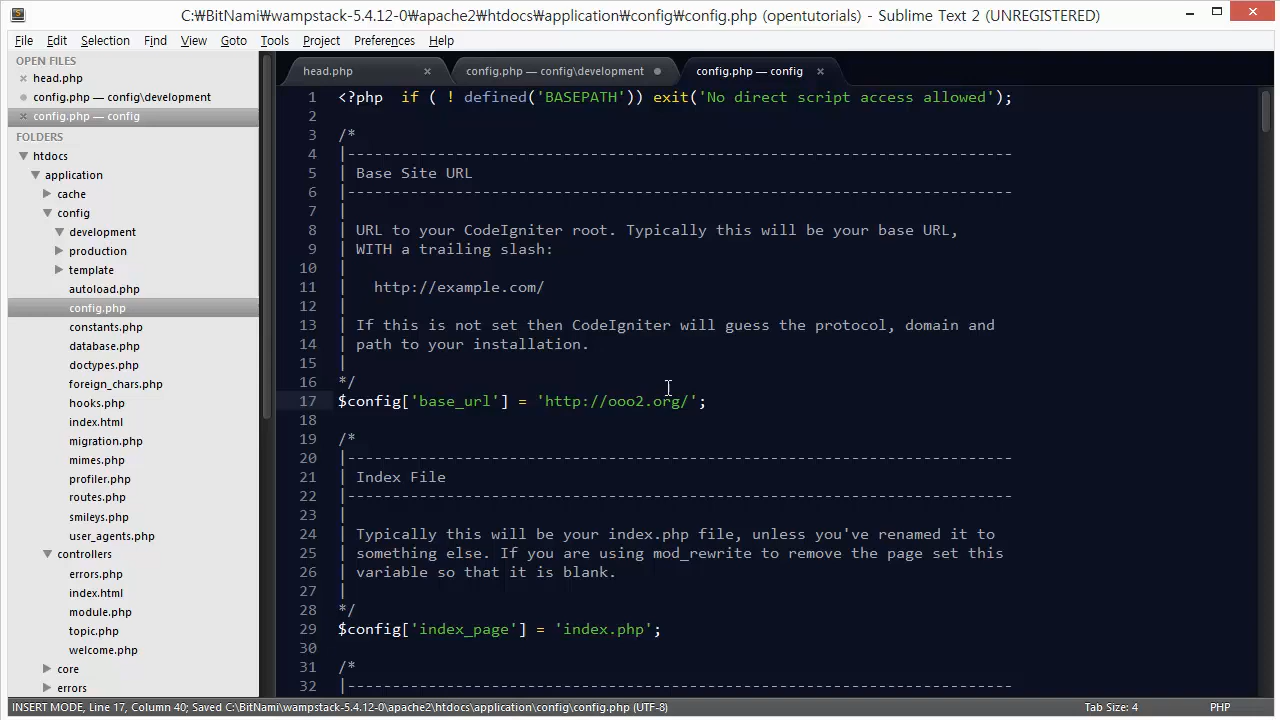 C:₩BitNami₩wampstack-5.4.12-0₩apache2₩htdocs₩application₩config₩config.php (opentutorials) - Sublime Text 2 (UNREGISTERED)
File Edit Selection Find View Goto Tools Project Preferences Help
OPEN FILES
head.php
config.php — config\development
config.php — config
FOLDERS
htdocs
application
cache
config
development
production
template
autoload.php
config.php
constants.php
database.php
doctypes.php
foreign_chars.php
hooks.php
index.html
migration.php
mimes.php
profiler.php
routes.php
smileys.php
user_agents.php
controllers
errors.php
index.html
module.php
topic.php
welcome.php
core
errors
head.php config.php — config\development config.php — config
1 <?php  if ( ! defined('BASEPATH')) exit('No direct script access allowed');
2
3 /*
4 |--------------------------------------------------------------------------
5 | Base Site URL
6 |--------------------------------------------------------------------------
7 |
8 | URL to your CodeIgniter root. Typically this will be your base URL,
9 | WITH a trailing slash:
10 |
11 |   http://example.com/
12 |
13 | If this is not set then CodeIgniter will guess the protocol, domain and
14 | path to your installation.
15 |
16 */
17 $config['base_url'] = 'http://ooo2.org/';
18
19 /*
20 |--------------------------------------------------------------------------
21 | Index File
22 |--------------------------------------------------------------------------
23 |
24 | Typically this will be your index.php file, unless you've renamed it to
25 | something else. If you are using mod_rewrite to remove the page set this
26 | variable so that it is blank.
27 |
28 */
29 $config['index_page'] = 'index.php';
30
31 /*
32 |--------------------------------------------------------------------------
INSERT MODE, Line 17, Column 40; Saved C:\BitNami\wampstack-5.4.12-0\apache2\htdocs\application\config\config.php (UTF-8) Tab Size: 4 PHP